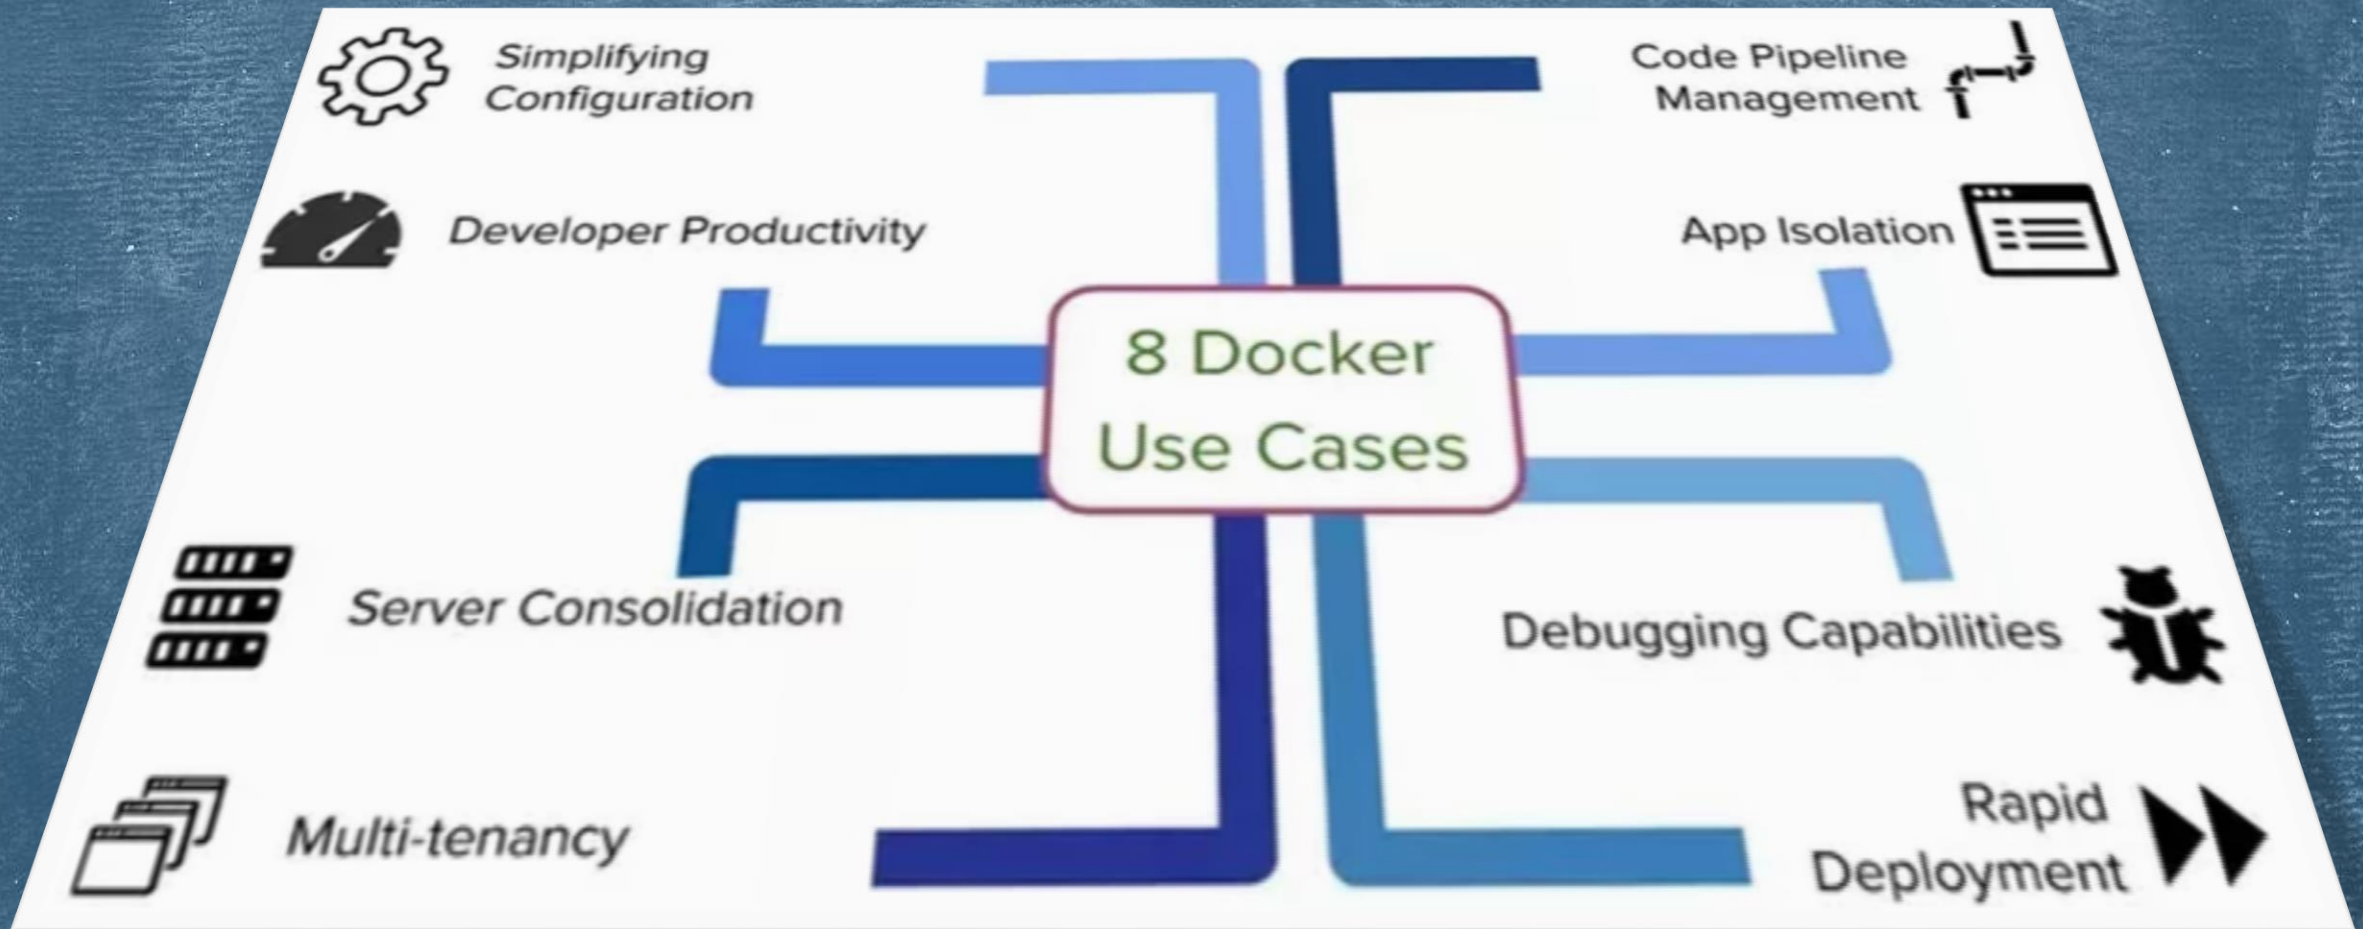 Simplifying
Configuration
Code Pipeline
Management
Developer Productivity
App Isolation
8 Docker
Use Cases
Server Consolidation
Debugging Capabilities
Multi-tenancy
Rapid
Deployment